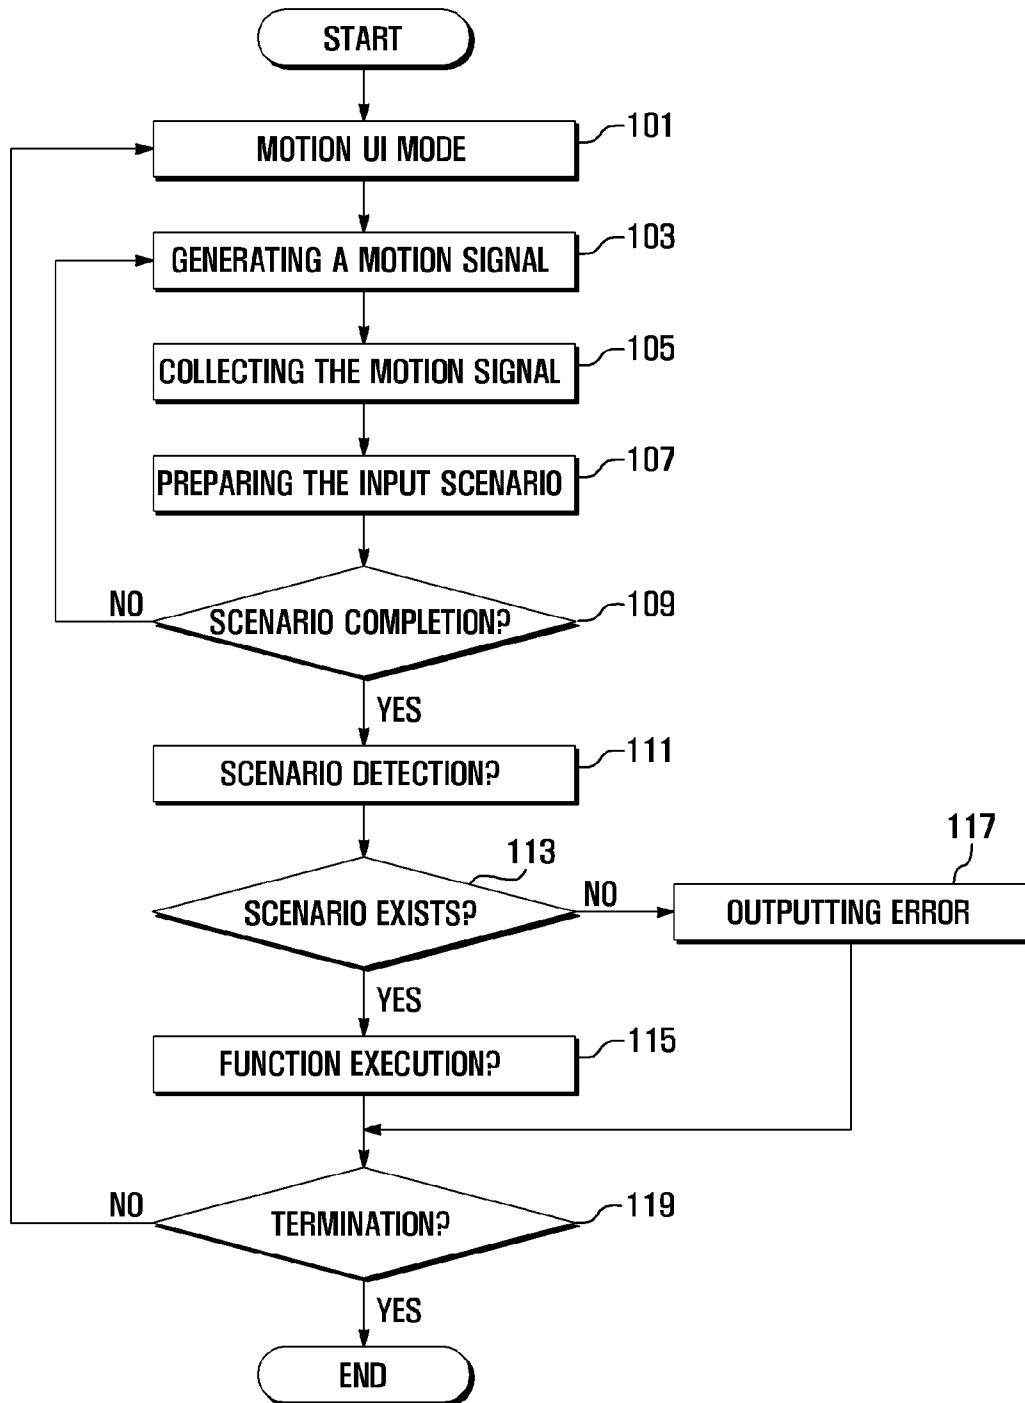 START
MOTION UI MODE
101
GENERATING A MOTION SIGNAL
103
COLLECTING THE MOTION SIGNAL
105
PREPARING THE INPUT SCENARIO
107
SCENARIO COMPLETION?
109
NO
YES
SCENARIO DETECTION?
111
SCENARIO EXISTS?
113
NO
OUTPUTTING ERROR
117
YES
FUNCTION EXECUTION?
115
TERMINATION?
119
NO
YES
END